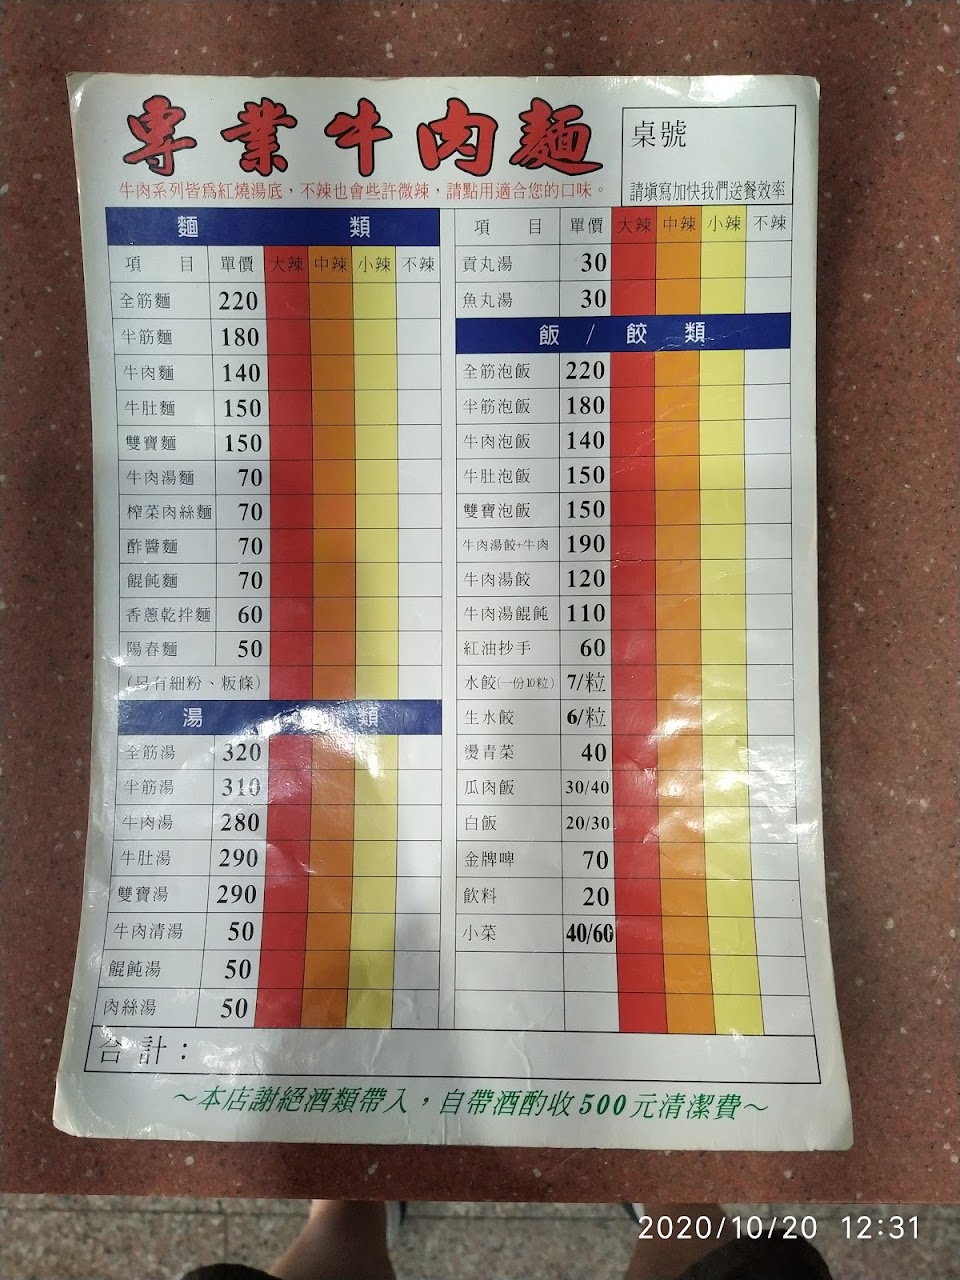 專業牛肉麵
牛肉系列皆為紅燒湯底，不辣也會些許微辣，請點用適合您的口味。
桌號
請填寫加快我們送餐效率
麵 類
項 目 單價 大辣 中辣 小辣 不辣
全筋麵 220
半筋麵 180
牛肉麵 140
牛肚麵 150
雙寶麵 150
牛肉湯麵 70
榨菜肉絲麵 70
酢醬麵 70
餛飩麵 70
香蔥乾拌麵 60
陽春麵 50
(另有細粉、粄條)
湯 類
全筋湯 320
半筋湯 310
牛肉湯 280
牛肚湯 290
雙寶湯 290
牛肉清湯 50
餛飩湯 50
肉絲湯 50
項 目 單價 大辣 中辣 小辣 不辣
貢丸湯 30
魚丸湯 30
飯 / 餃 類
全筋泡飯 220
半筋泡飯 180
牛肉泡飯 140
牛肚泡飯 150
雙寶泡飯 150
牛肉湯餃+牛肉 190
牛肉湯餃 120
牛肉湯餛飩 110
紅油抄手 60
水餃(一份10粒) 7/粒
生水餃 6/粒
燙青菜 40
瓜肉飯 30/40
白飯 20/30
金牌啤 70
飲料 20
小菜 40/60
合計：
～本店謝絕酒類帶入，自帶酒酌收500元清潔費～
2020/10/20 12:31